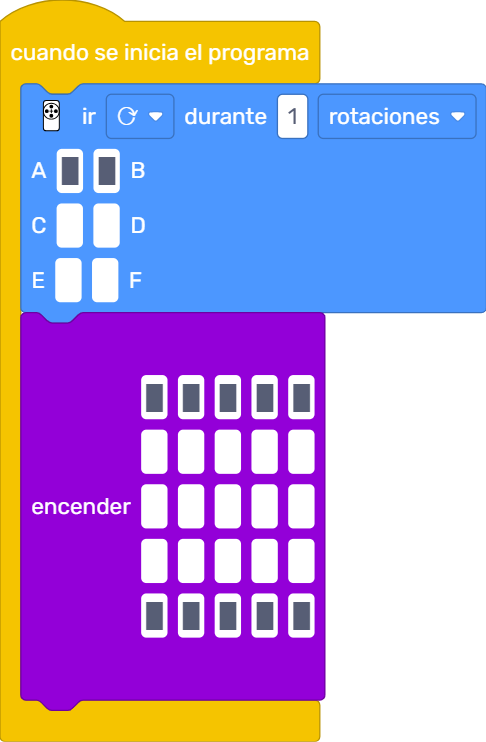 cuando se inicia el programa
ir durante 1 rotaciones
A B
C D
E F
encender